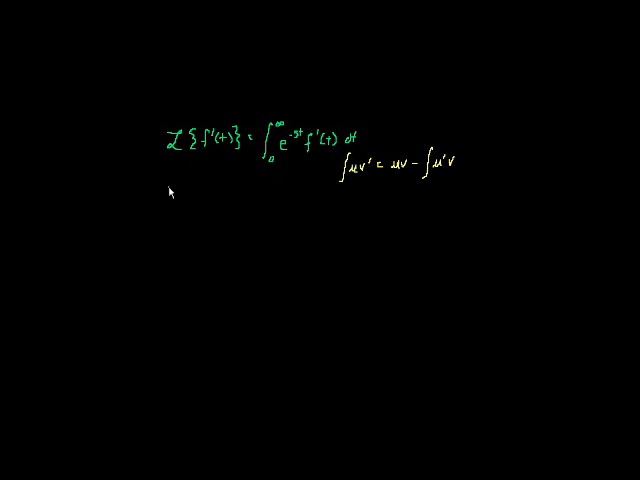 ℒ{f'(t)} = ∫₀^∞ e^{-st} f'(t) dt
∫uv' = uv - ∫u'v